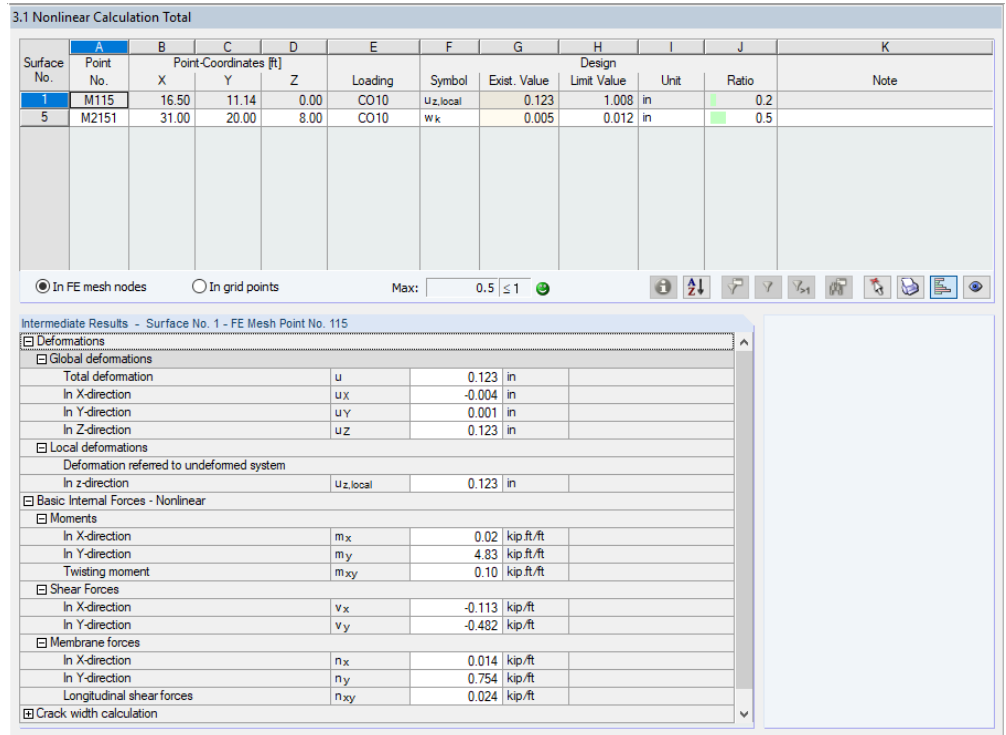 3.1 Nonlinear Calculation Total
A B C D E F G H I J K
Surface Point Point-Coordinates [ft] Design
No. No. X Y Z Loading Symbol Exist. Value Limit Value Unit Ratio Note
1 M115 16.50 11.14 0.00 CO10 uz,local 0.123 1.008 in 0.2
5 M2151 31.00 20.00 8.00 CO10 wk 0.005 0.012 in 0.5
In FE mesh nodes In grid points Max: 0.5 ≤ 1
Intermediate Results - Surface No. 1 - FE Mesh Point No. 115
Deformations
Global deformations
Total deformation u 0.123 in
In X-direction uX -0.004 in
In Y-direction uY 0.001 in
In Z-direction uZ 0.123 in
Local deformations
Deformation referred to undeformed system
In z-direction uz,local 0.123 in
Basic Internal Forces - Nonlinear
Moments
In X-direction mx 0.02 kip.ft/ft
In Y-direction my 4.83 kip.ft/ft
Twisting moment mxy 0.10 kip.ft/ft
Shear Forces
In X-direction vx -0.113 kip/ft
In Y-direction vy -0.482 kip/ft
Membrane forces
In X-direction nx 0.014 kip/ft
In Y-direction ny 0.754 kip/ft
Longitudinal shear forces nxy 0.024 kip/ft
Crack width calculation